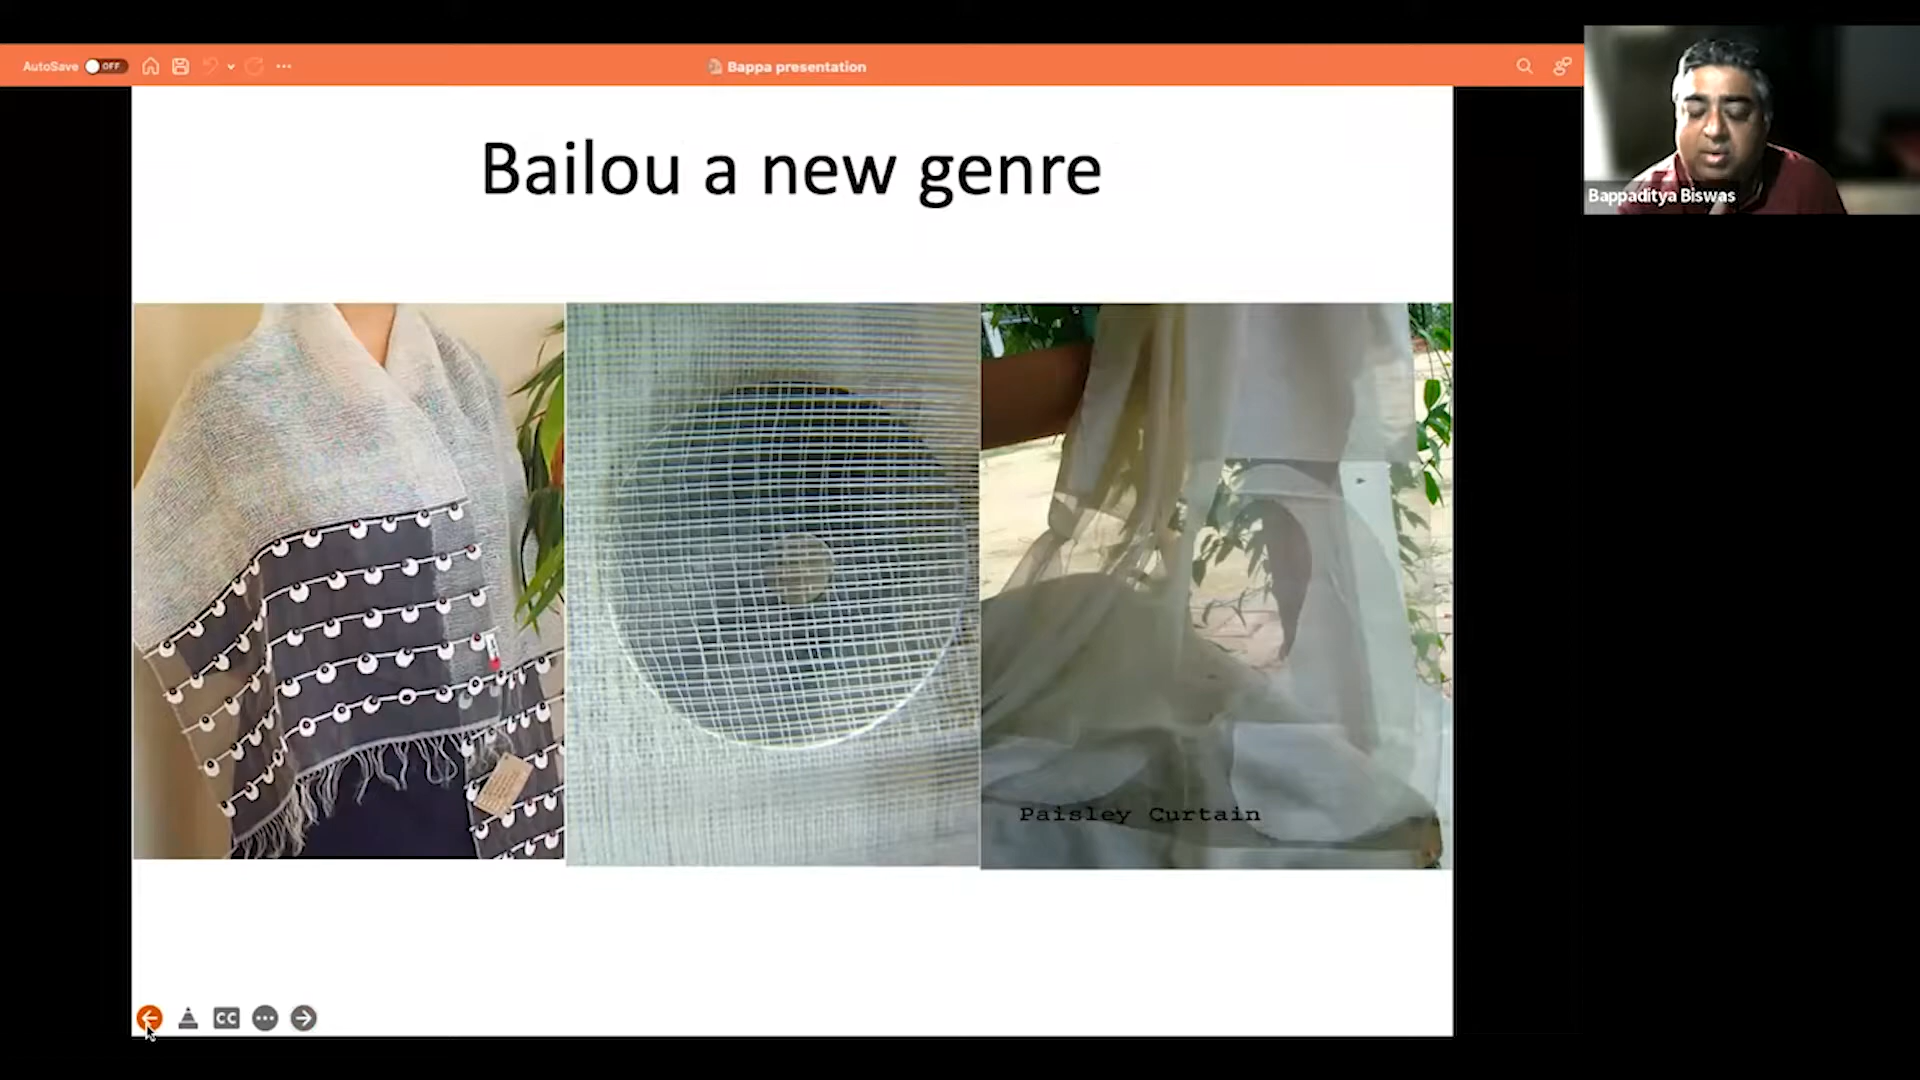 AutoSave OFF
Bappa presentation
Bappaditya Biswas
Bailou a new genre
Paisley Curtain
CC